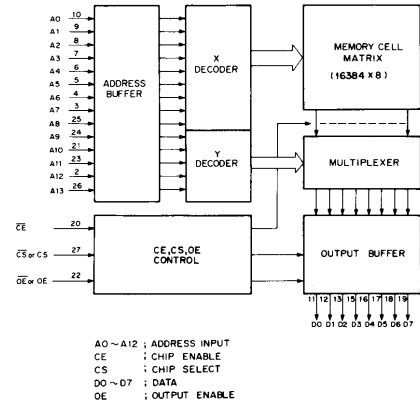 A0 10
A1 9
A2 8
A3 7
A4 6
A5 5
A6 4
A7 3
A8 25
A9 24
A10 21
A11 23
A12 2
A13 26
ADDRESS
BUFFER
X
DECODER
Y
DECODER
MEMORY CELL
MATRIX
(16384 X 8)
MULTIPLEXER
CE 20
CS or CS 27
OE or OE 22
CE, CS, OE
CONTROL
OUTPUT BUFFER
11 12 13 15 16 17 18 19
D0 D1 D2 D3 D4 D5 D6 D7
A0 ~ A12 ; ADDRESS INPUT
CE ; CHIP ENABLE
CS ; CHIP SELECT
D0 ~ D7 ; DATA
OE ; OUTPUT ENABLE